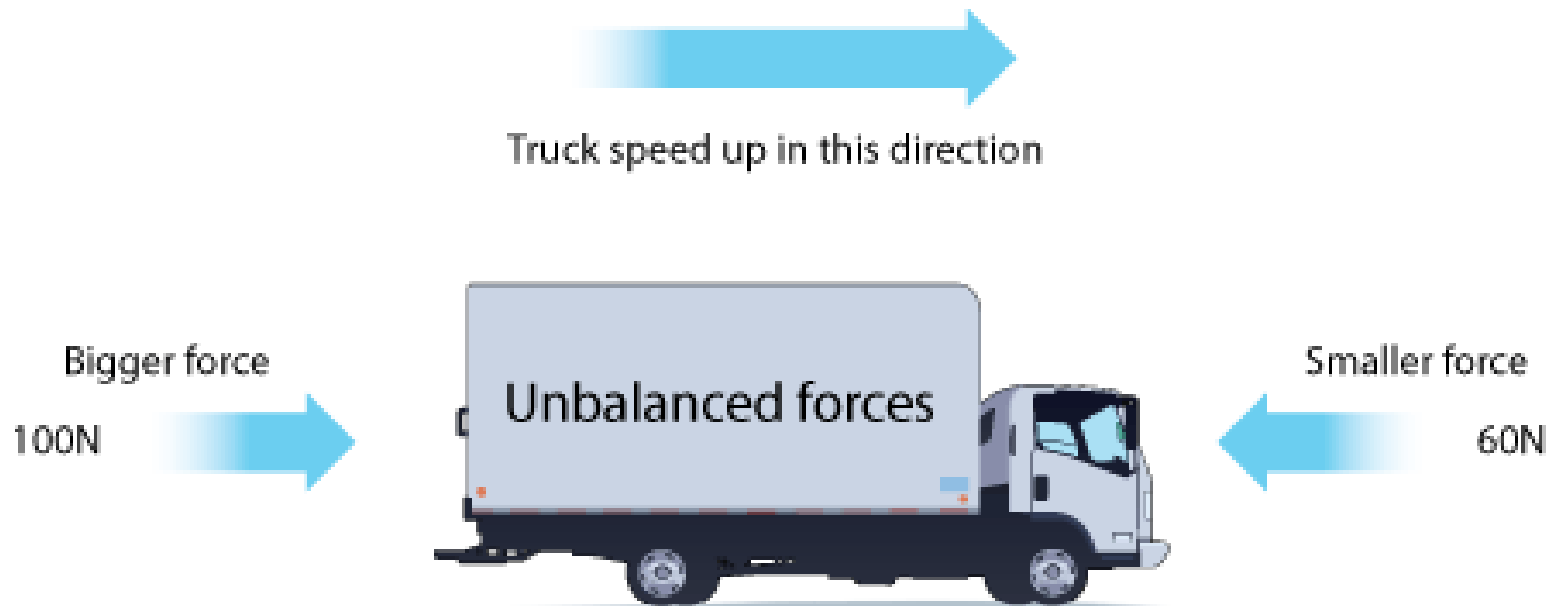 Truck speed up in this direction
Bigger force
Smaller force
Unbalanced forces
100N
60N